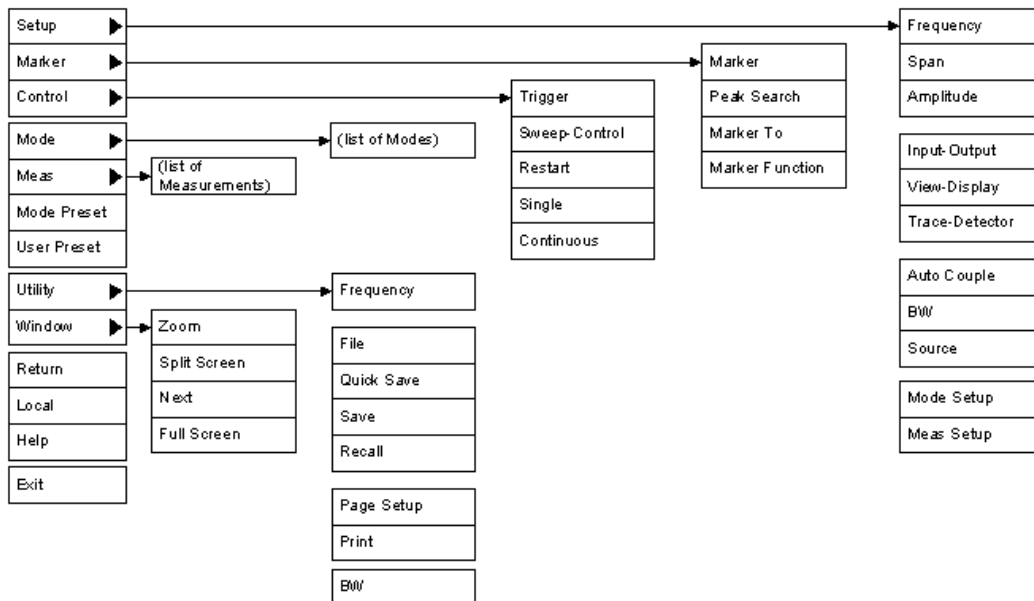 Setup
Marker
Control
Mode
Meas
Mode Preset
User Preset
Utility
Window
Return
Local
Help
Exit
(list of
Measurements)
Zoom
Split Screen
Next
Full Screen
(list of Modes)
Frequency
File
Quick Save
Save
Recall
Page Setup
Print
BW
Trigger
Sweep-Control
Restart
Single
Continuous
Marker
Peak Search
Marker To
Marker Function
Frequency
Span
Amplitude
Input-Output
View-Display
Trace-Detector
Auto Couple
BW
Source
Mode Setup
Meas Setup